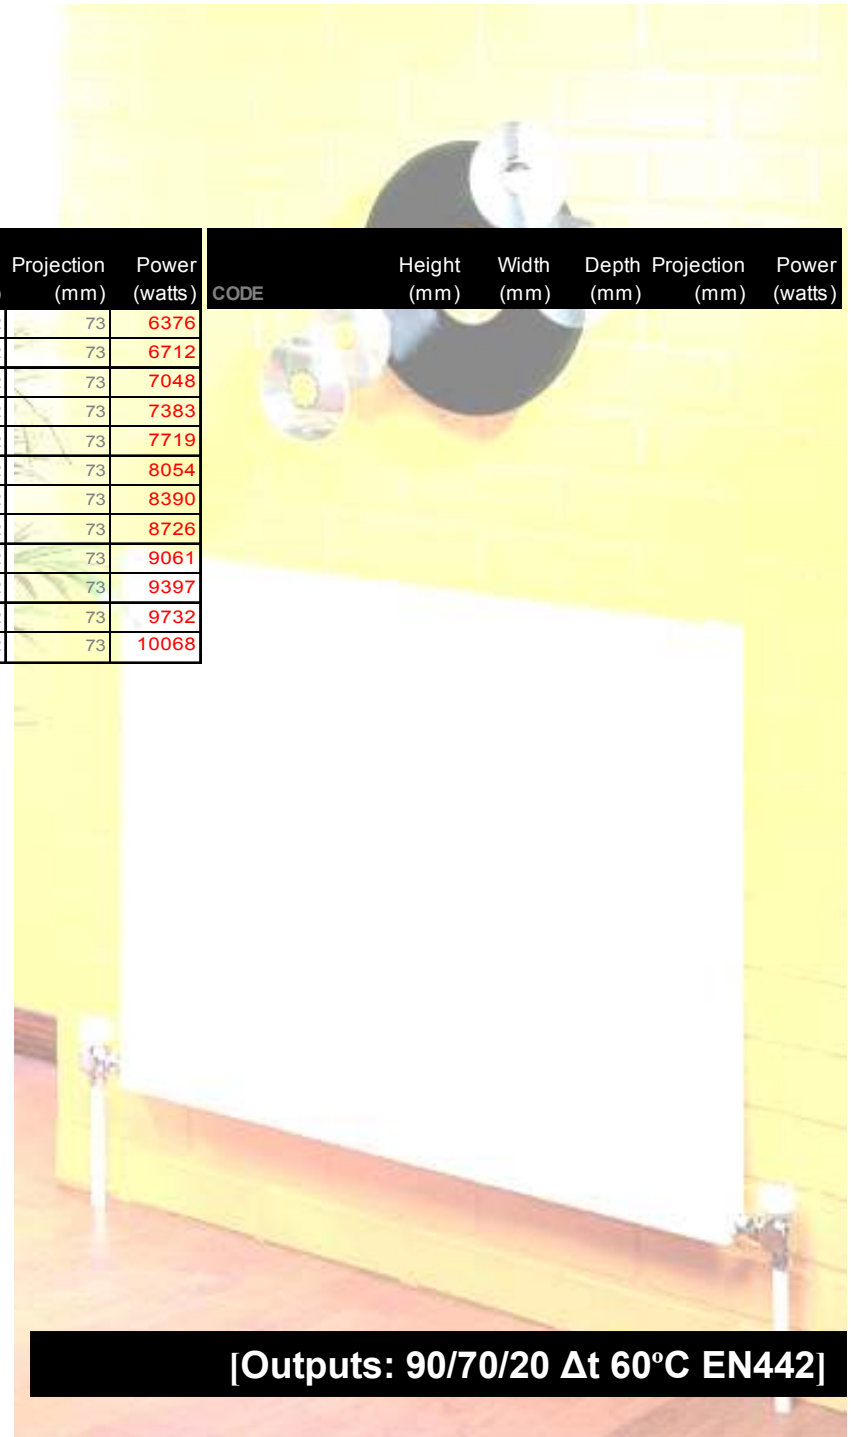 Projection Power
(mm) (watts)
73 6376
73 6712
73 7048
73 7383
73 7719
73 8054
73 8390
73 8726
73 9061
73 9397
73 9732
73 10068
Height Width Depth Projection Power
CODE (mm) (mm) (mm) (mm) (watts)
[Outputs: 90/70/20 Δt 60ºC EN442]